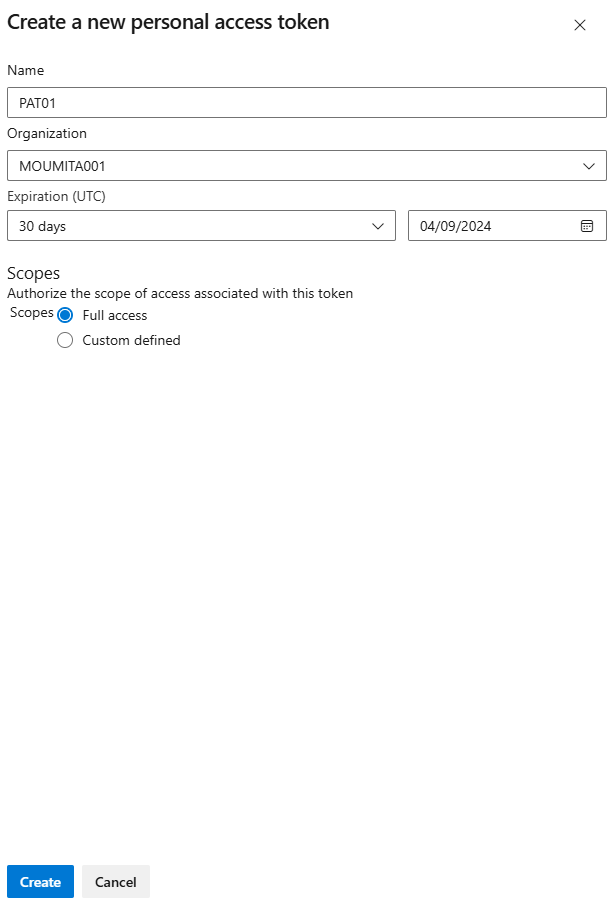 Create a new personal access token
Name
PAT01
Organization
MOUMITA001
Expiration (UTC)
30 days 04/09/2024
Scopes
Authorize the scope of access associated with this token
Scopes Full access
Custom defined
Create Cancel